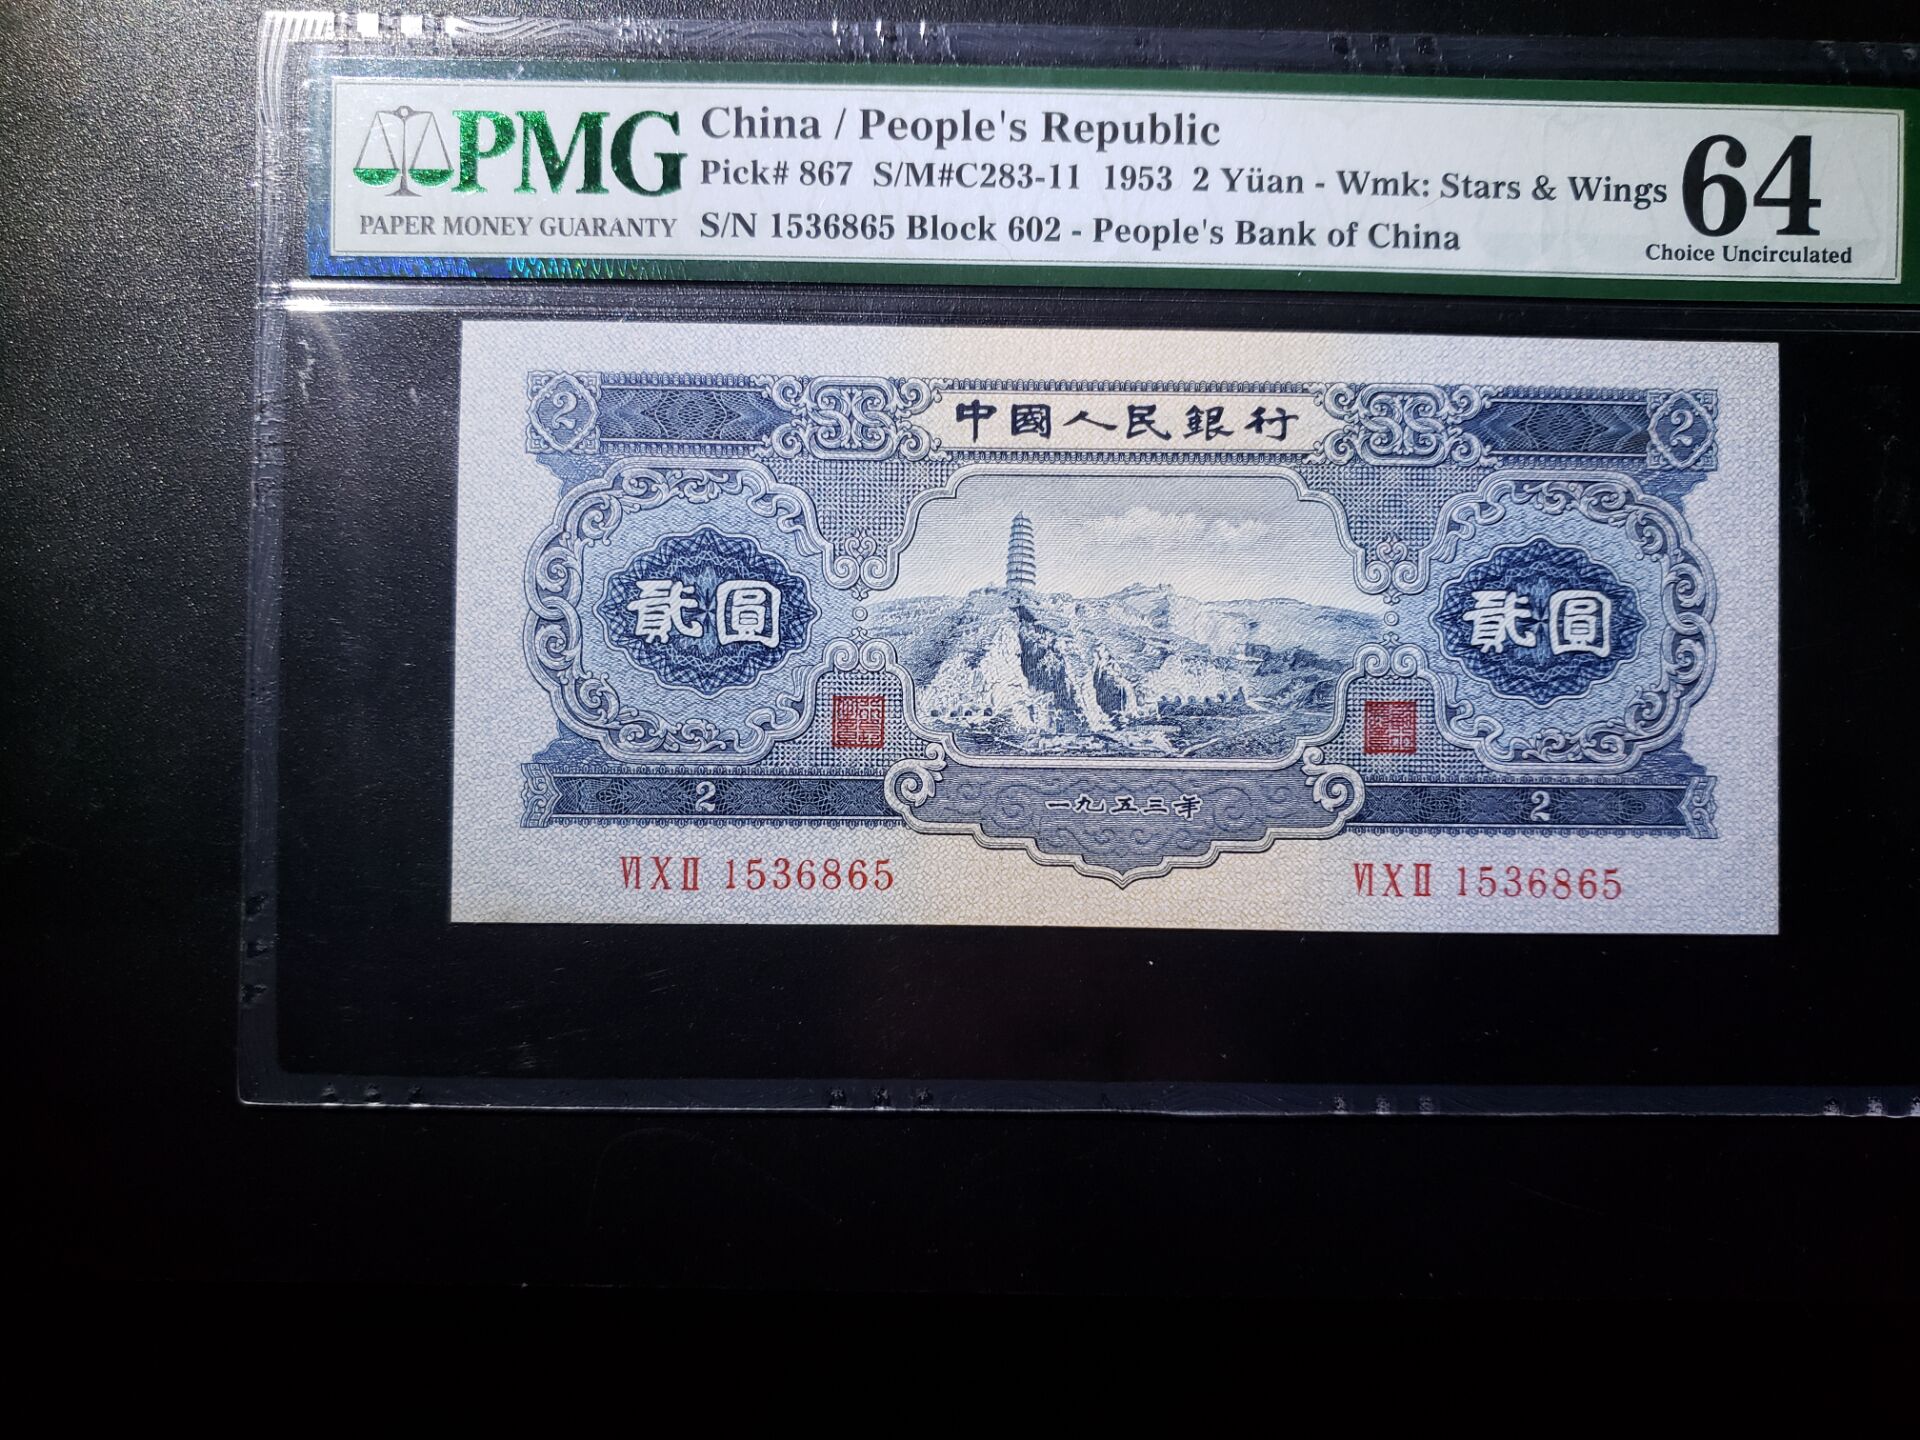 PMG
PAPER MONEY GUARANTY
China / People's Republic
Pick# 867 S/M#C283-11 1953 2 Yüan - Wmk: Stars & Wings
S/N 1536865 Block 602 - People's Bank of China
64
Choice Uncirculated
2
中國人民銀行
2
貳圓
貳圓
2
一九五三年
2
ⅥⅩⅡ 1536865
ⅥⅩⅡ 1536865